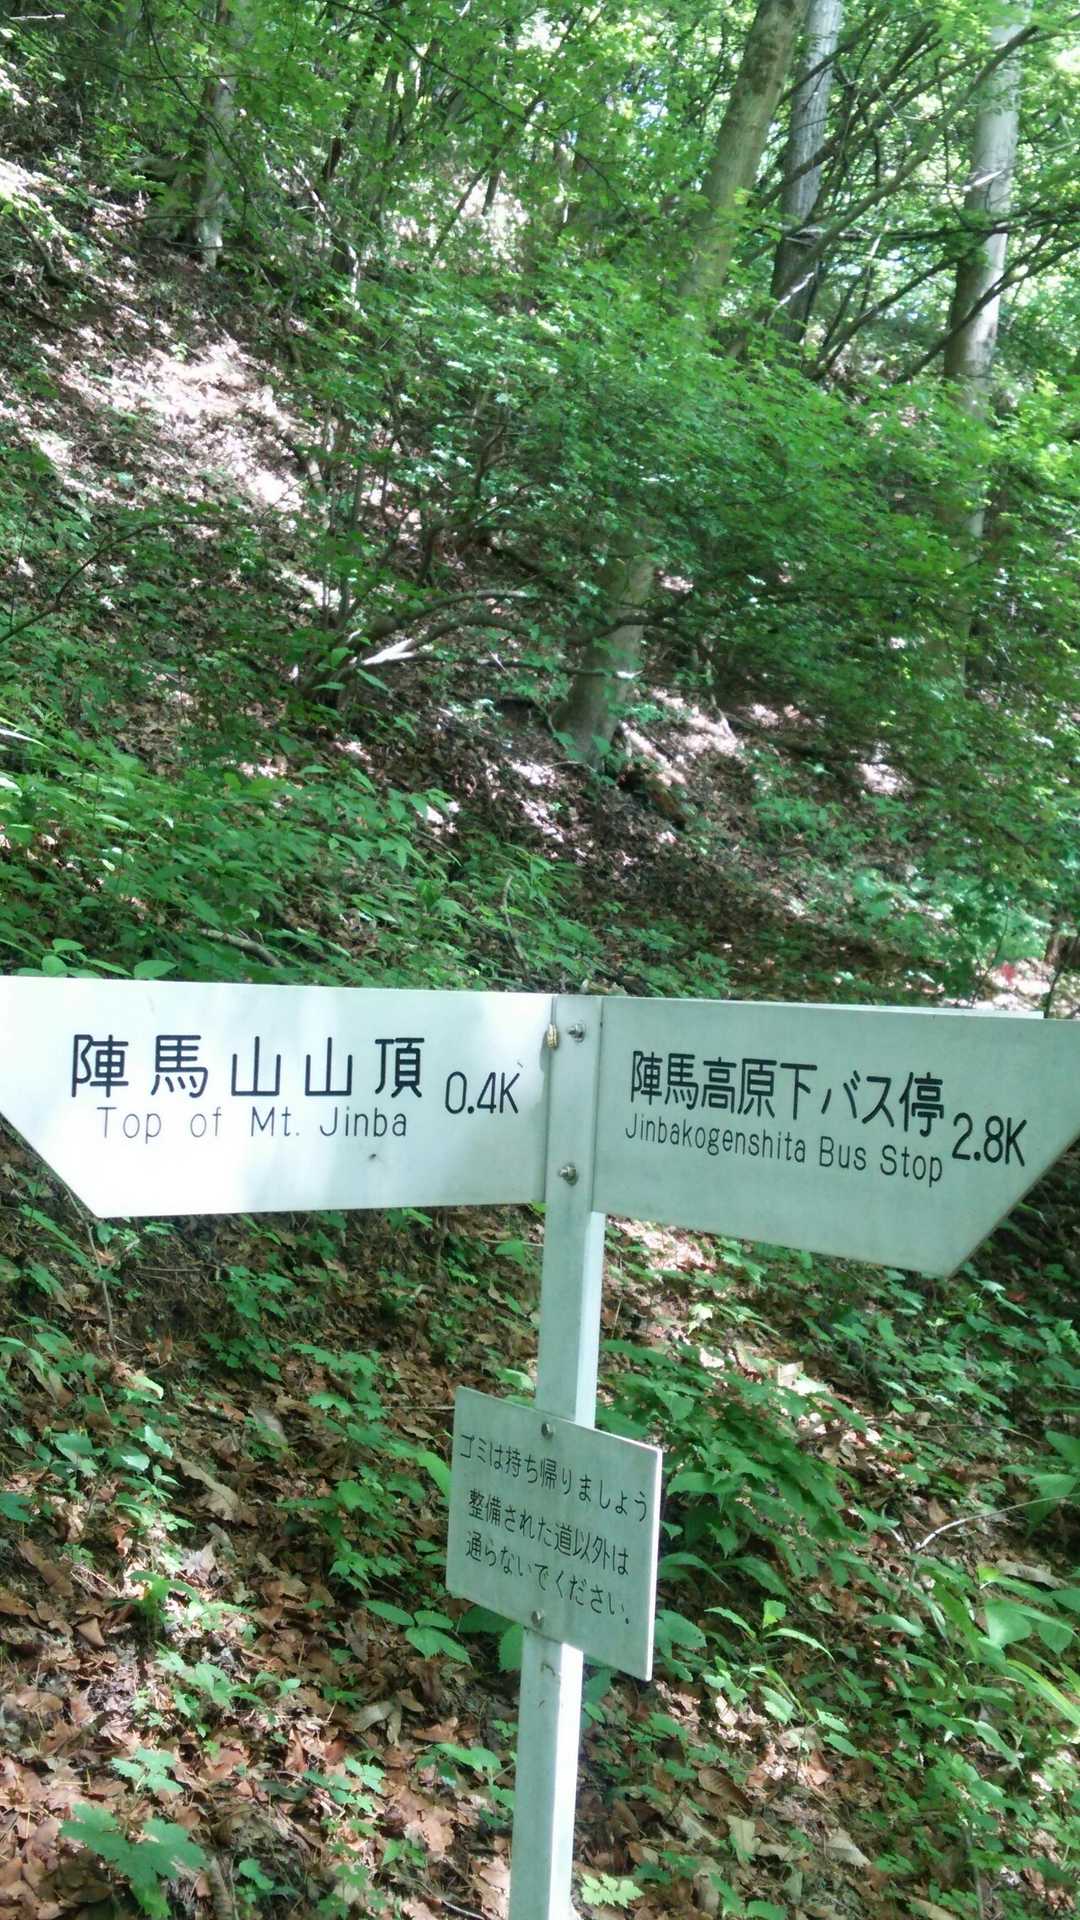 陣馬山山頂 0.4K
Top of Mt. Jinba
陣馬高原下バス停 2.8K
Jinbakogenshita Bus Stop
ゴミは持ち帰りましょう
整備された道以外は
通らないでください。